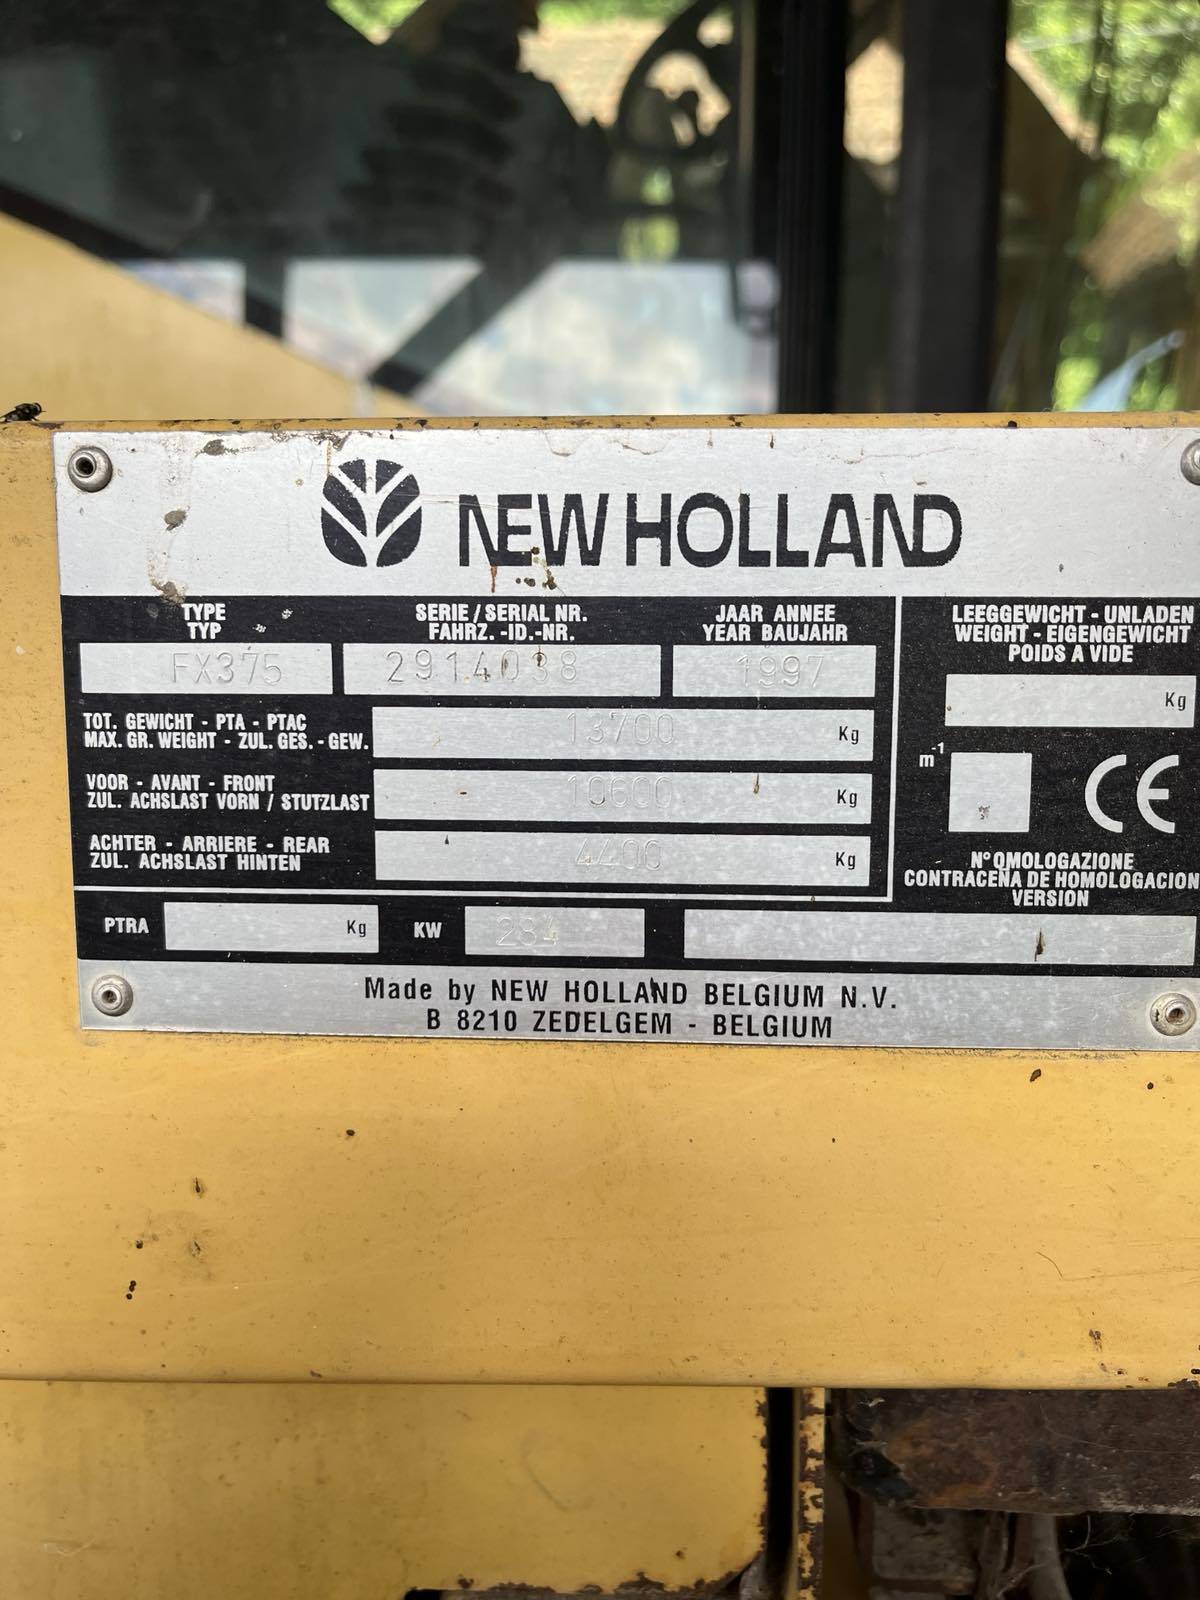 NEW HOLLAND
TYPE
TYP
SERIE / SERIAL NR.
FAHRZ. -ID.-NR.
JAAR ANNEE
YEAR BAUJAHR
FX375
2914038
1997
TOT. GEWICHT - PTA - PTAC
MAX. GR. WEIGHT - ZUL. GES. - GEW.
13700 Kg
VOOR - AVANT - FRONT
ZUL. ACHSLAST VORN / STUTZLAST
10600 Kg
ACHTER - ARRIERE - REAR
ZUL. ACHSLAST HINTEN
4400 Kg
LEEGGEWICHT - UNLADEN
WEIGHT - EIGENGEWICHT
POIDS A VIDE
Kg
m-1
CE
N° OMOLOGAZIONE
CONTRACENA DE HOMOLOGACION
VERSION
PTRA Kg KW 284
Made by NEW HOLLAND BELGIUM N.V.
B 8210 ZEDELGEM - BELGIUM